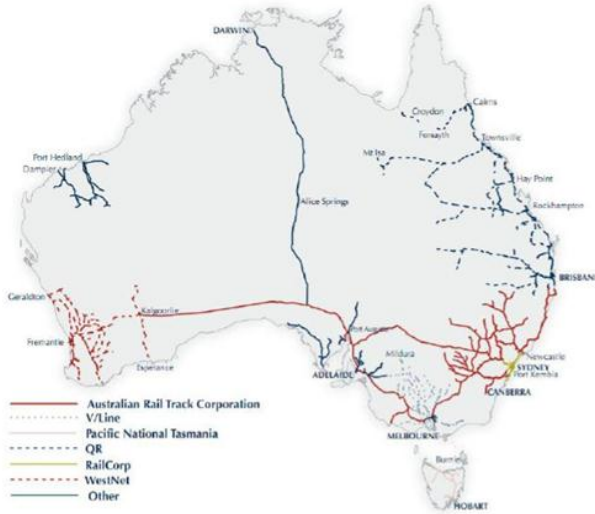 DARWIN
Cairns
Croydon
Forsayth
Townsville
Mt Isa
Port Hedland
Dampier
Hay Point
Rockhampton
Alice Springs
BRISBANE
Geraldton
Kalgoorlie
Port Augusta
Fremantle
Newcastle
Mildura
SYDNEY
Esperance
Port Kembla
ADELAIDE
CANBERRA
MELBOURNE
Burnie
HOBART
Australian Rail Track Corporation
V/Line
Pacific National Tasmania
QR
RailCorp
WestNet
Other